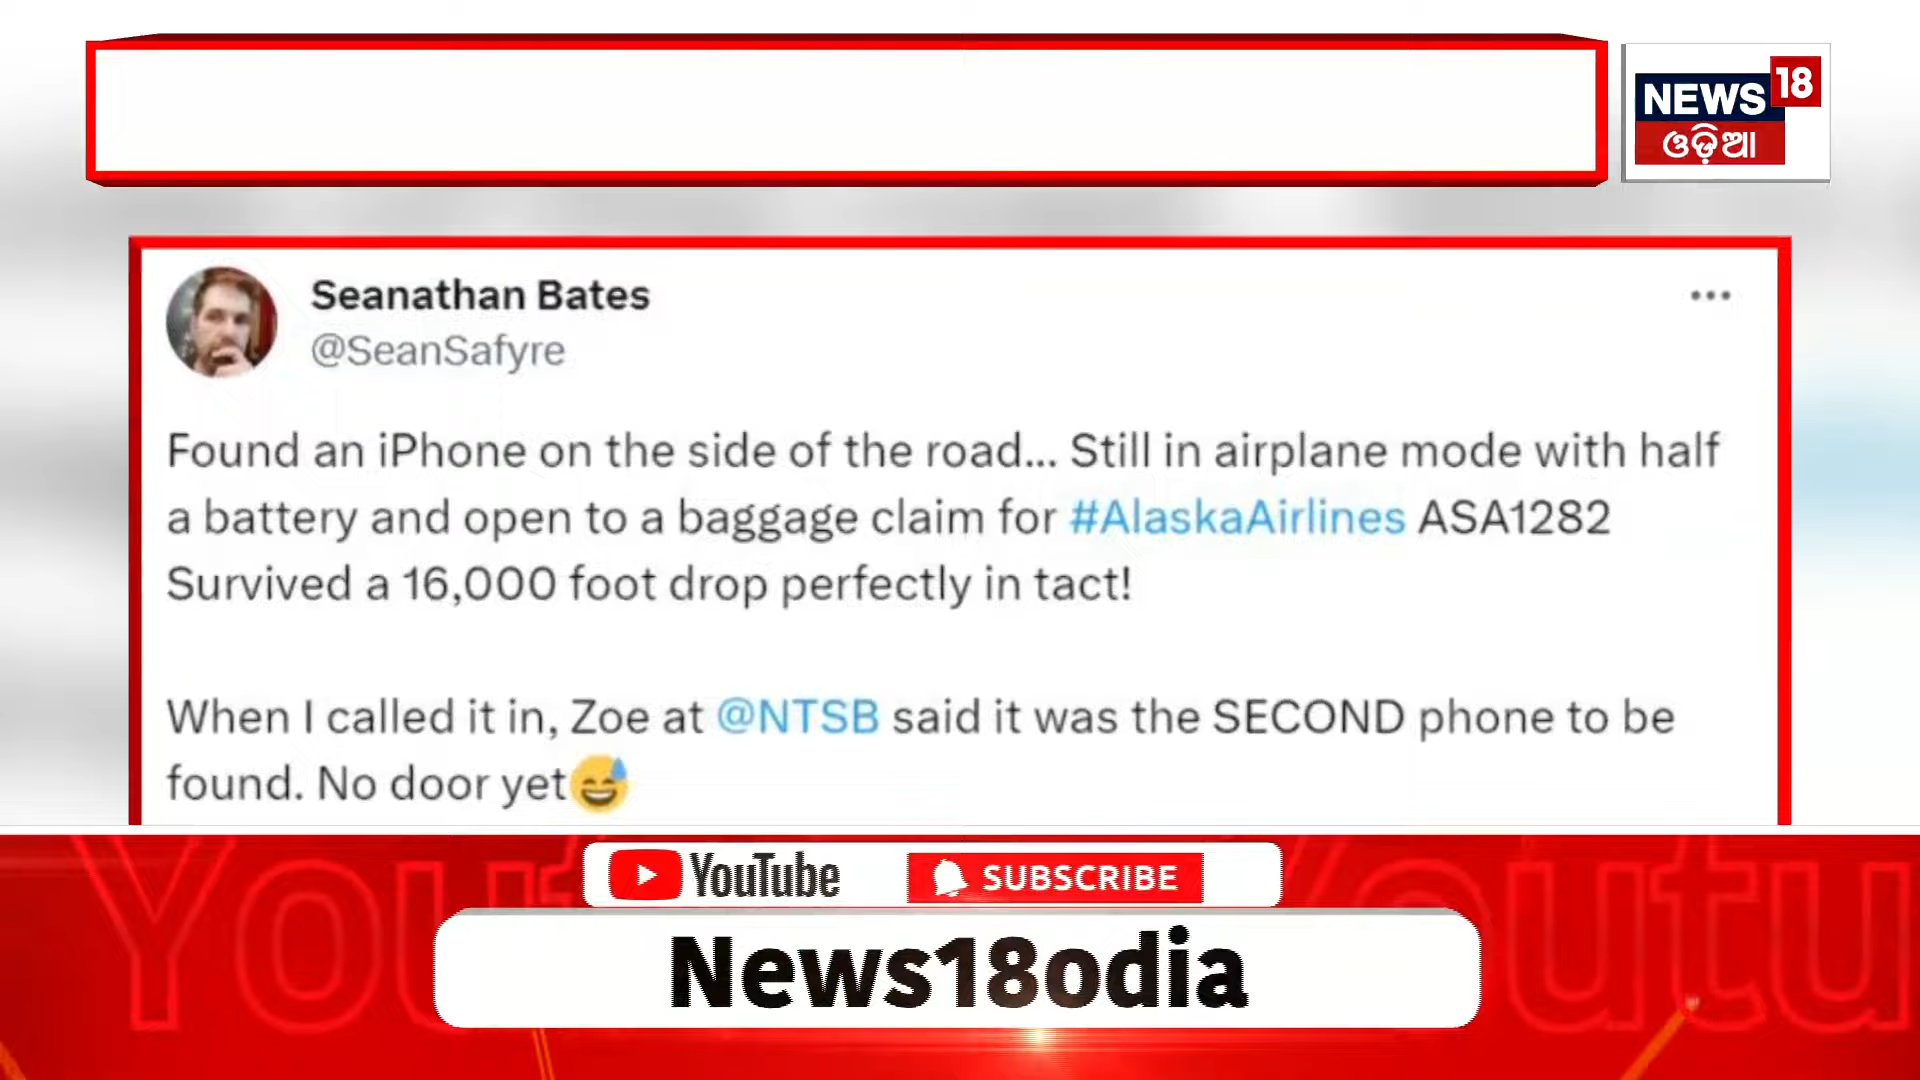 NEWS 18
ଓଡ଼ିଆ
Seanathan Bates
@SeanSafyre
Found an iPhone on the side of the road... Still in airplane mode with half
a battery and open to a baggage claim for #AlaskaAirlines ASA1282
Survived a 16,000 foot drop perfectly in tact!
When I called it in, Zoe at @NTSB said it was the SECOND phone to be
found. No door yet😅
YouTube SUBSCRIBE
News18odia
You
Youtu